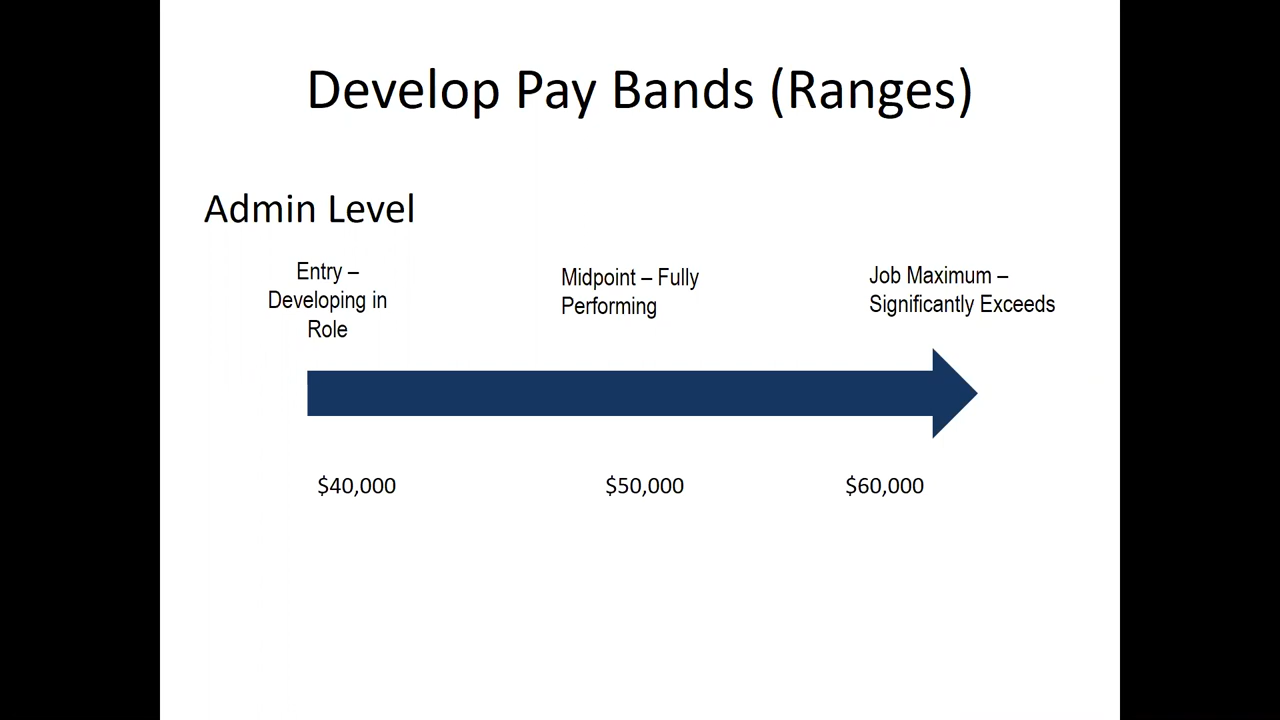 Develop Pay Bands (Ranges)
Admin Level
Entry –
Developing in
Role
Midpoint – Fully
Performing
Job Maximum –
Significantly Exceeds
$40,000
$50,000
$60,000